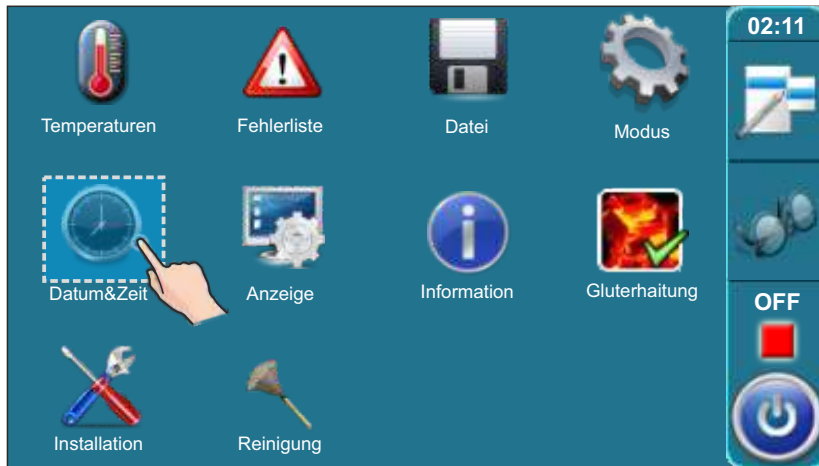 02:11
Temperaturen
Fehlerliste
Datei
Modus
Datum&Zeit
Anzeige
Information
Gluterhaitung
OFF
Installation
Reinigung